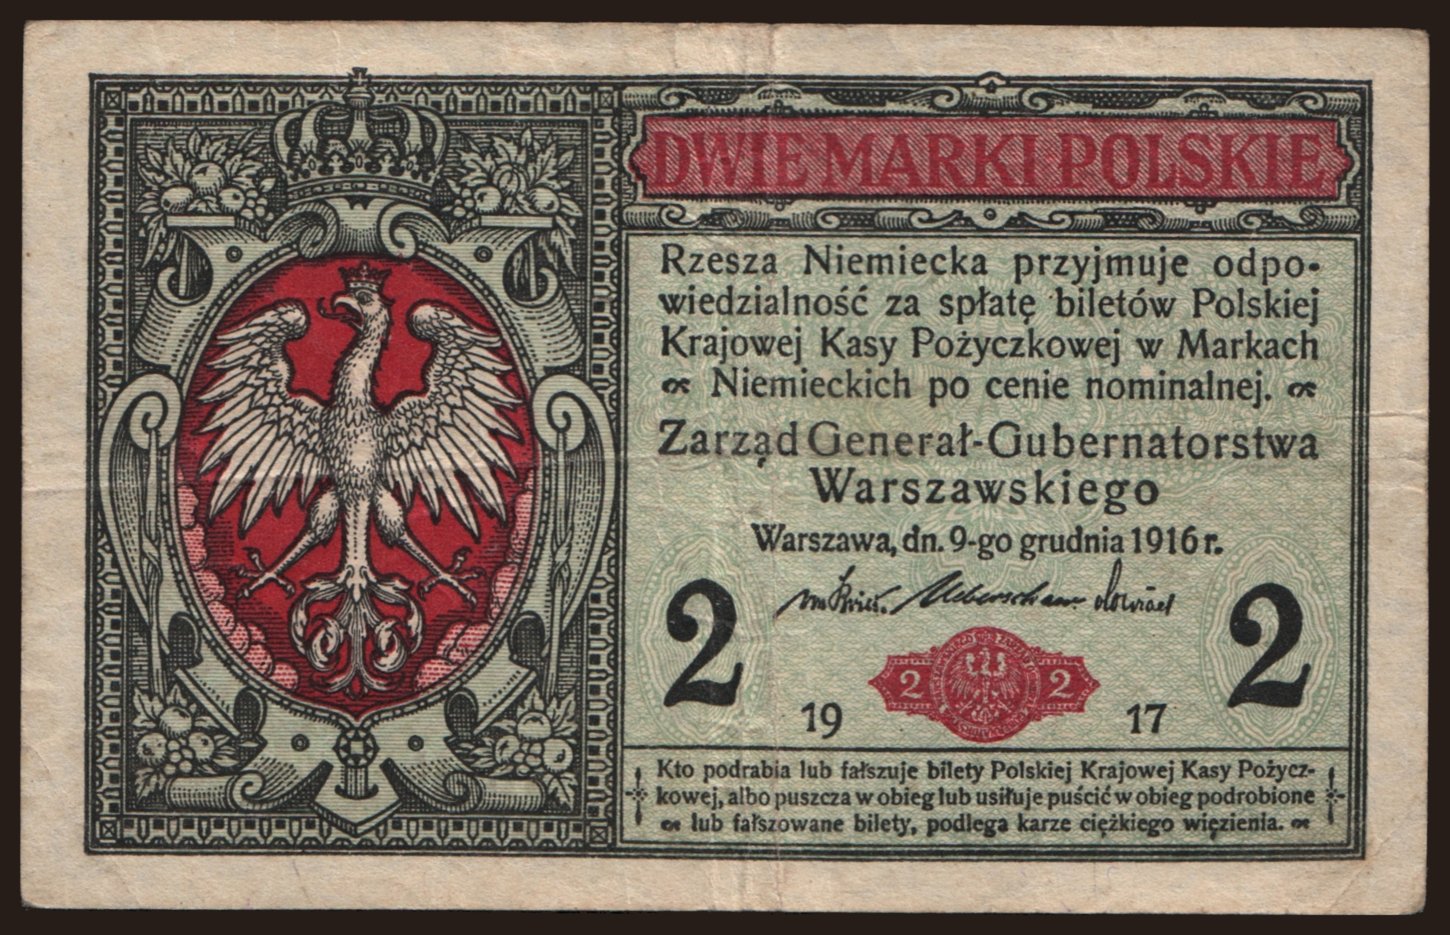 DWIE MARKI POLSKIE
Rzesza Niemiecka przyjmuje odpo-
wiedzialność za spłatę biletów Polskiej
Krajowej Kasy Pożyczkowej w Markach
Niemieckich po cenie nominalnej.
Zarząd Generał-Gubernatorstwa
Warszawskiego
Warszawa, dn. 9-go grudnia 1916 r.
2 2 2 2
19 17
Kto podrabia lub fałszuje bilety Polskiej Krajowej Kasy Pożycz-
kowej, albo puszcza w obieg lub usiłuje puścić w obieg podrobione
lub fałszowane bilety, podlega karze ciężkiego więzienia.